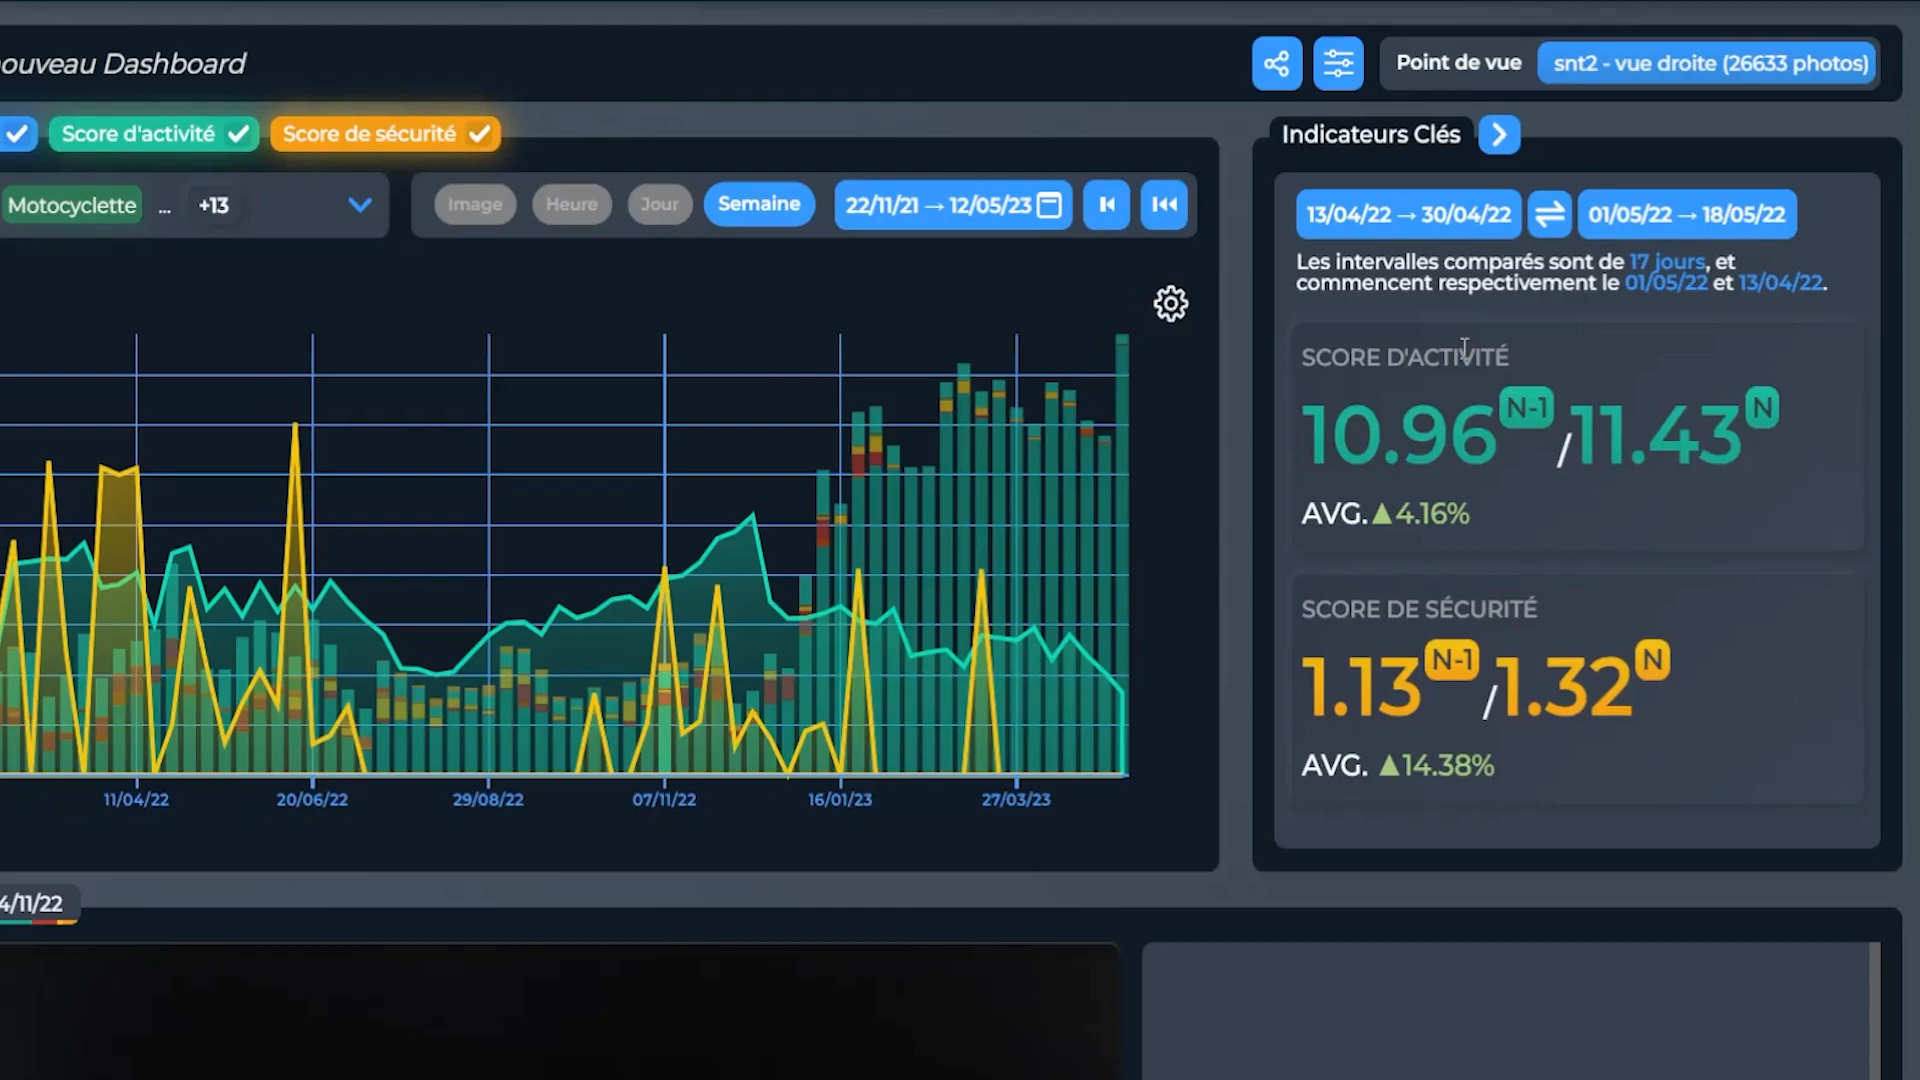 ouveau Dashboard
Point de vue
snt2 - vue droite (26633 photos)
Score d'activité
Score de sécurité
Indicateurs Clés
Motocyclette
...
+13
Image
Heure
Jour
Semaine
22/11/21 → 12/05/23
13/04/22 → 30/04/22
01/05/22 → 18/05/22
Les intervalles comparés sont de 17 jours, et
commencent respectivement le 01/05/22 et 13/04/22.
SCORE D'ACTIVITÉ
10.96 N-1 / 11.43 N
AVG. ▲4.16%
SCORE DE SÉCURITÉ
1.13 N-1 / 1.32 N
AVG. ▲14.38%
11/04/22
20/06/22
29/08/22
07/11/22
16/01/23
27/03/23
4/11/22